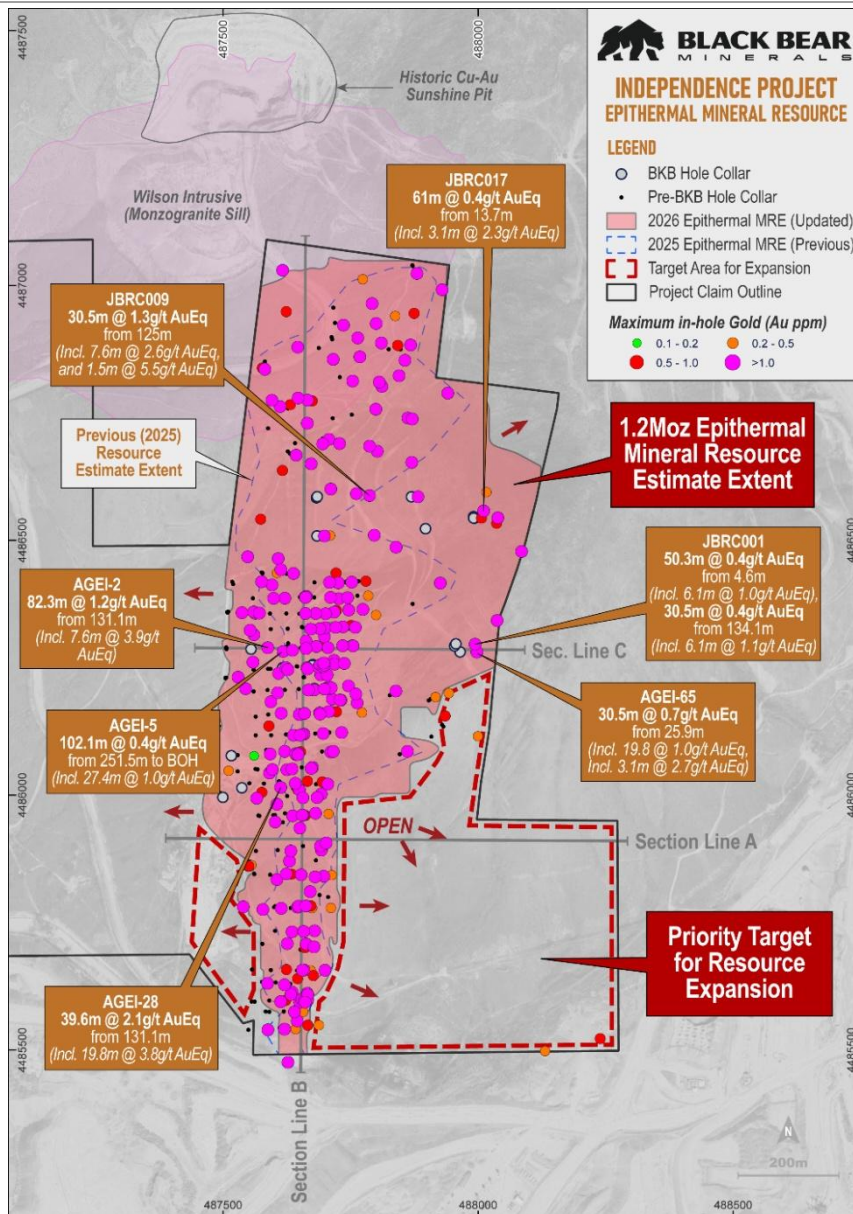 487500
488000
4487500
BLACK BEAR
MINERALS
INDEPENDENCE PROJECT
EPITHERMAL MINERAL RESOURCE
LEGEND
BKB Hole Collar
Pre-BKB Hole Collar
2026 Epithermal MRE (Updated)
2025 Epithermal MRE (Previous)
Target Area for Expansion
Project Claim Outline
Maximum in-hole Gold (Au ppm)
0.1 - 0.2
0.2 - 0.5
0.5 - 1.0
>1.0
Historic Cu-Au
Sunshine Pit
Wilson Intrusive
(Monzogranite Sill)
JBRC017
61m @ 0.4g/t AuEq
from 13.7m
(Incl. 3.1m @ 2.3g/t AuEq)
4487000
JBRC009
30.5m @ 1.3g/t AuEq
from 125m
(Incl. 7.6m @ 2.6g/t AuEq,
and 1.5m @ 5.5g/t AuEq)
Previous (2025)
Resource
Estimate Extent
1.2Moz Epithermal
Mineral Resource
Estimate Extent
4486500
JBRC001
50.3m @ 0.4g/t AuEq
from 4.6m
(Incl. 6.1m @ 1.0g/t AuEq),
30.5m @ 0.4g/t AuEq
from 134.1m
(Incl. 6.1m @ 1.1g/t AuEq)
AGEI-2
82.3m @ 1.2g/t AuEq
from 131.1m
(Incl. 7.6m @ 3.9g/t
AuEq)
Sec. Line C
AGEI-65
30.5m @ 0.7g/t AuEq
from 25.9m
(Incl. 19.8 @ 1.0g/t AuEq,
Incl. 3.1m @ 2.7g/t AuEq)
AGEI-5
102.1m @ 0.4g/t AuEq
from 251.5m to BOH
(Incl. 27.4m @ 1.0g/t AuEq)
4486000
OPEN
Section Line A
Priority Target
for Resource
Expansion
AGEI-28
39.6m @ 2.1g/t AuEq
from 131.1m
(Incl. 19.8m @ 3.8g/t AuEq)
4485500
Section Line B
N
200m
487500
488000
488500